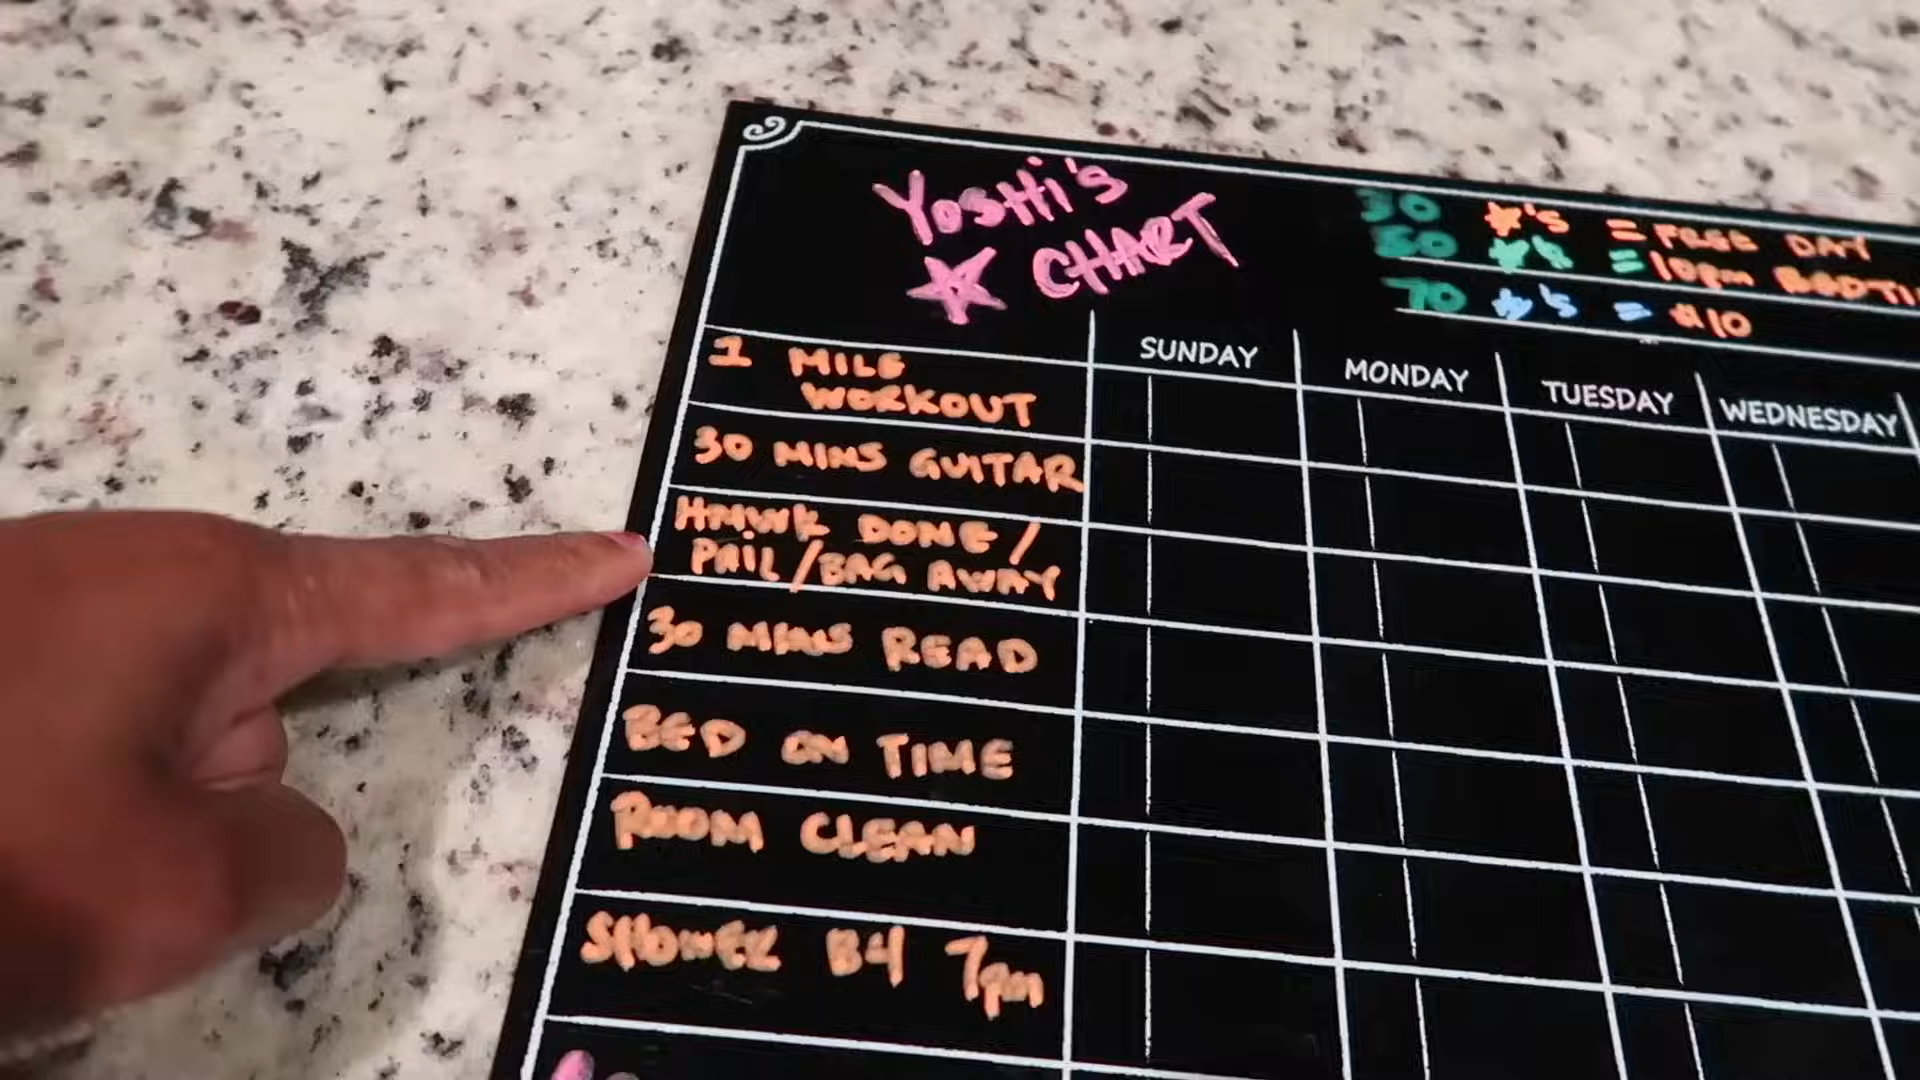 Yoshi's
☆ CHART
30 ☆'s = FREE DAY
50 ☆'s = 10pm
70 ☆'s = $10
SUNDAY MONDAY TUESDAY WEDNESDAY
1 MILE
WORKOUT
30 MINS GUITAR
HMWK DONE/
PAIL/BAG AWAY
30 MINS READ
BED ON TIME
ROOM CLEAN
SHOWER B4 7pm